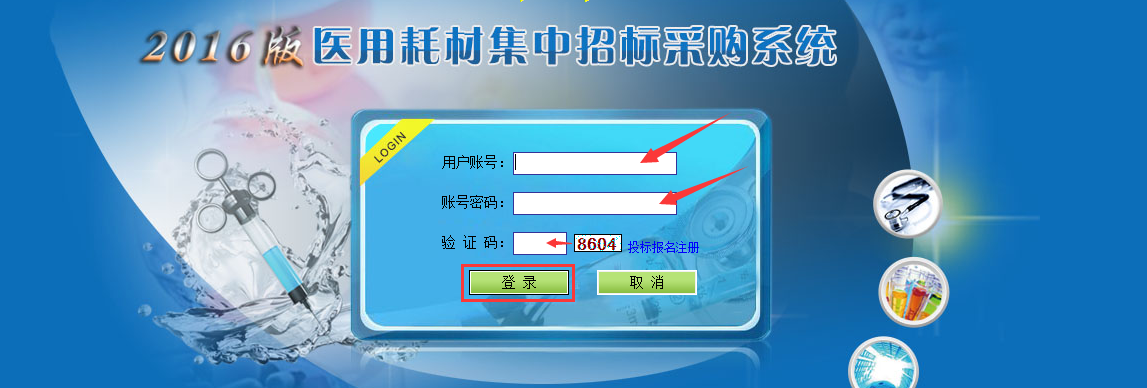 2016版 医用耗材集中招标采购系统
LOGIN
用户账号：
账号密码：
验 证 码： 8604 投标报名注册
登 录 取 消